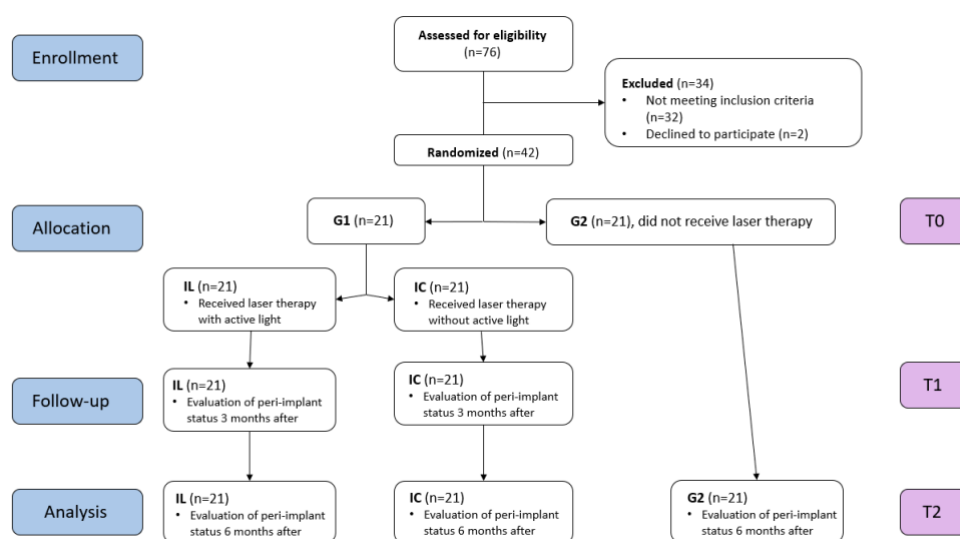 Enrollment
Assessed for eligibility
(n=76)
Excluded (n=34)
• Not meeting inclusion criteria
(n=32)
• Declined to participate (n=2)
Randomized (n=42)
Allocation
G1 (n=21)
G2 (n=21), did not receive laser therapy
T0
IL (n=21)
• Received laser therapy
with active light
IC (n=21)
• Received laser therapy
without active light
Follow-up
IL (n=21)
• Evaluation of peri-implant
status 3 months after
IC (n=21)
• Evaluation of peri-implant
status 3 months after
T1
Analysis
IL (n=21)
• Evaluation of peri-implant
status 6 months after
IC (n=21)
• Evaluation of peri-implant
status 6 months after
G2 (n=21)
• Evaluation of peri-implant
status 6 months after
T2